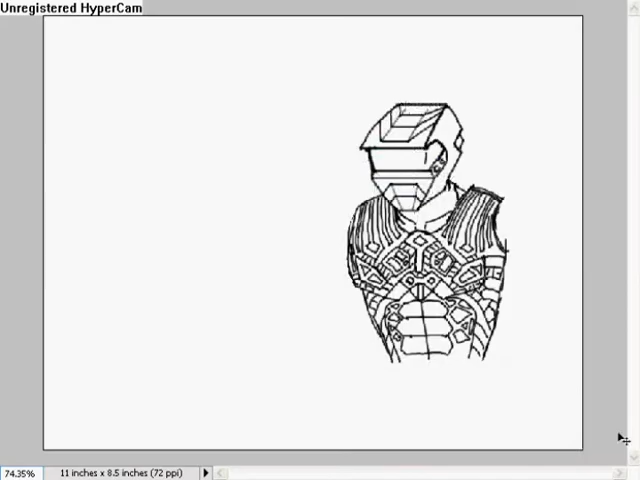 Unregistered HyperCam
74.35%
11 inches x 8.5 inches (72 ppi)